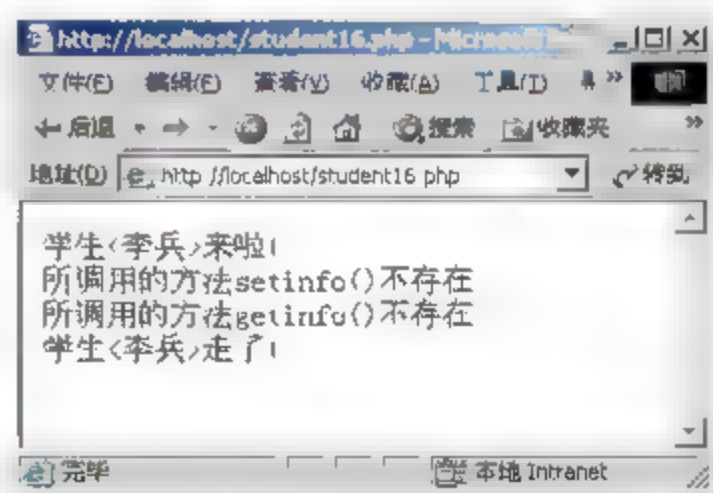 http://localhost/student16.php - Microsoft
文件(F) 编辑(E) 查看(V) 收藏(A) 工具(T) »
后退 搜索 收藏夹 »
地址(D) http //localhost/student16 php 转到
学生<李兵>来啦!
所调用的方法setinfo()不存在
所调用的方法getinfo()不存在
学生<李兵>走了!
完毕 本地 Intranet